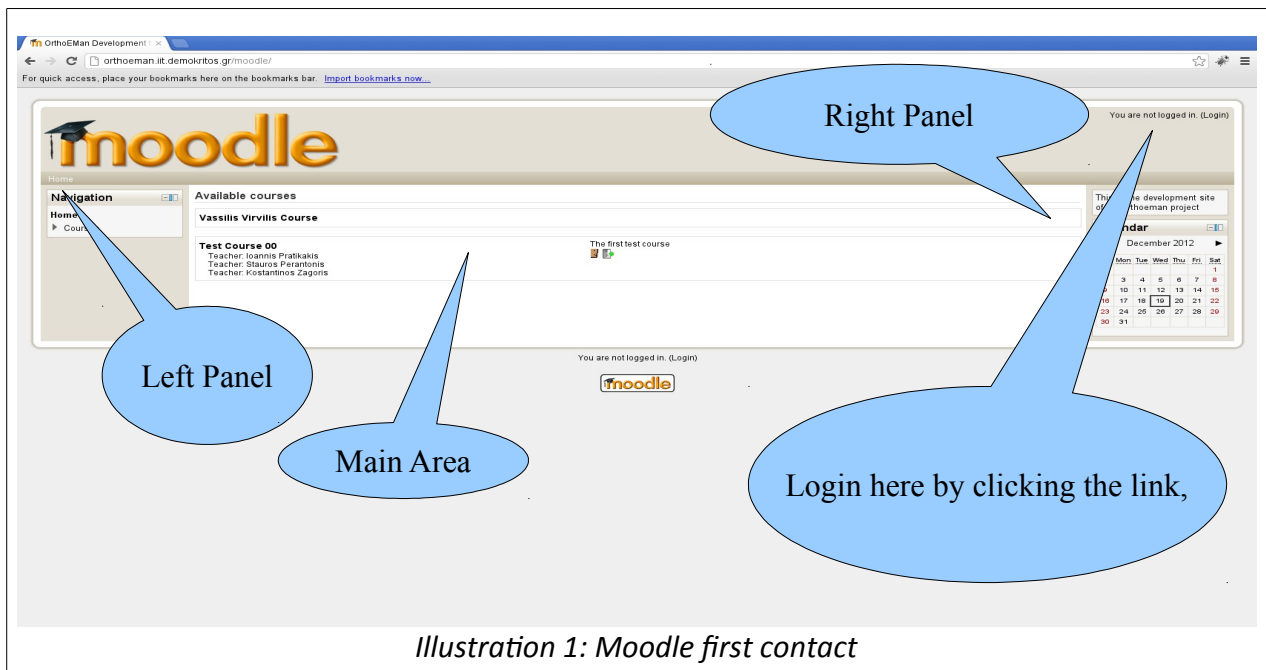 OrthoEMan Development
orthoeman.iit.demokritos.gr/moodle/
For quick access, place your bookmarks here on the bookmarks bar. Import bookmarks now...
Right Panel
You are not logged in. (Login)
moodle
Home
Navigation
Home
Available courses
Vassilis Virvilis Course
Test Course 00
Teacher: Ioannis Pratikakis
Teacher: Stauros Perantonis
Teacher: Kostantinos Zagoris
The first test course
development site
project
December 2012
Mon Tue Wed Thu Fri Sat
1
3 4 5 6 7 8
10 11 12 13 14 15
16 17 18 19 20 21 22
23 24 25 26 27 28 29
30 31
You are not logged in. (Login)
moodle
Left Panel
Main Area
Login here by clicking the link,
Illustration 1: Moodle first contact